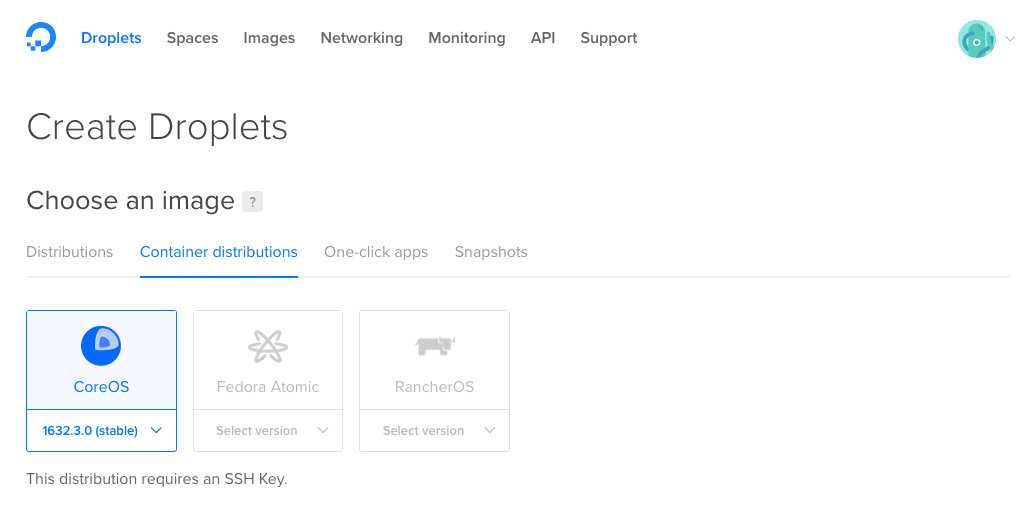 Droplets Spaces Images Networking Monitoring API Support
Create Droplets
Choose an image ?
Distributions Container distributions One-click apps Snapshots
CoreOS Fedora Atomic RancherOS
1632.3.0 (stable) Select version Select version
This distribution requires an SSH Key.